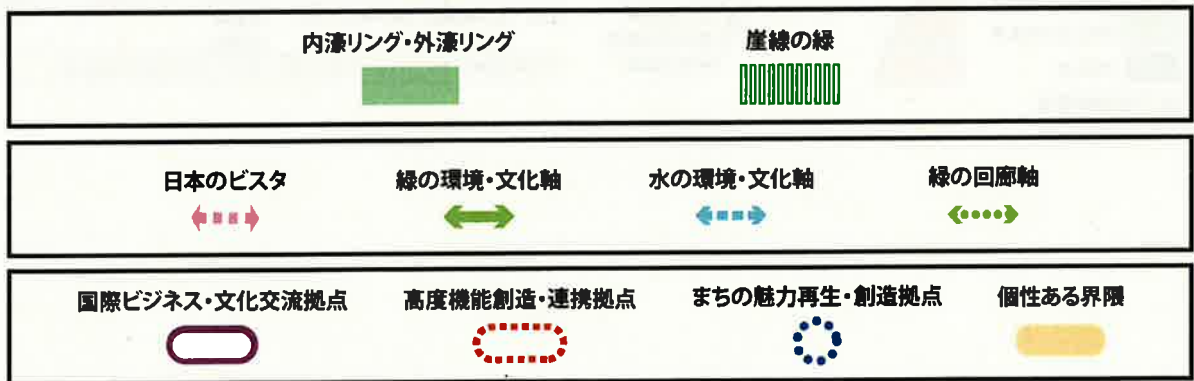 内濠リング・外濠リング
崖線の緑
日本のビスタ
緑の環境・文化軸
水の環境・文化軸
緑の回廊軸
国際ビジネス・文化交流拠点
高度機能創造・連携拠点
まちの魅力再生・創造拠点
個性ある界隈